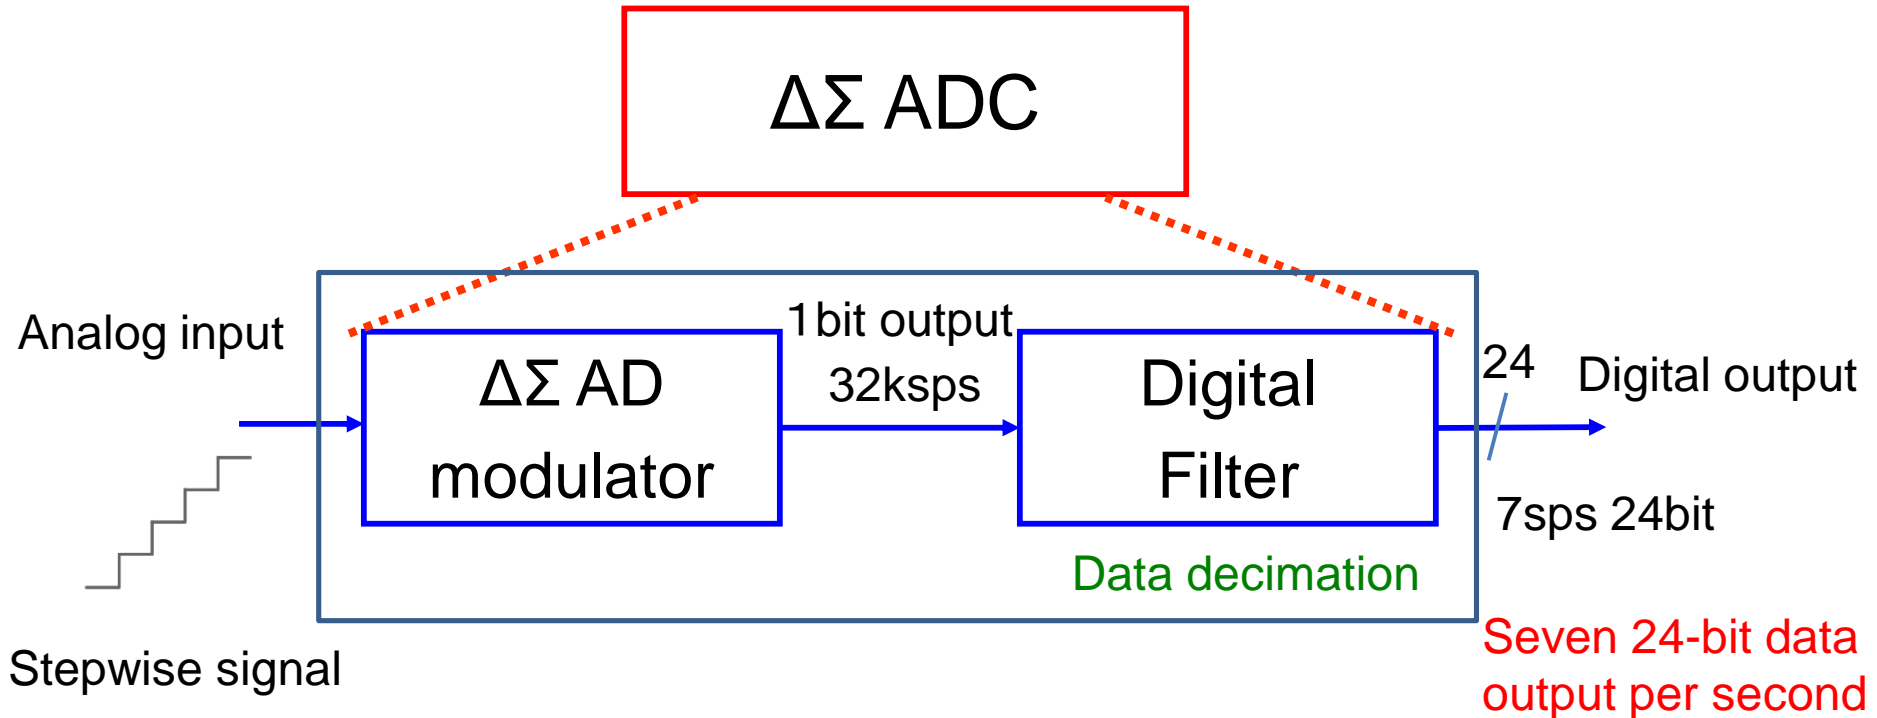 ΔΣ ADC
Analog input
ΔΣ AD
modulator
1bit output
32ksps
Digital
Filter
24
Digital output
7sps 24bit
Data decimation
Stepwise signal
Seven 24-bit data
output per second